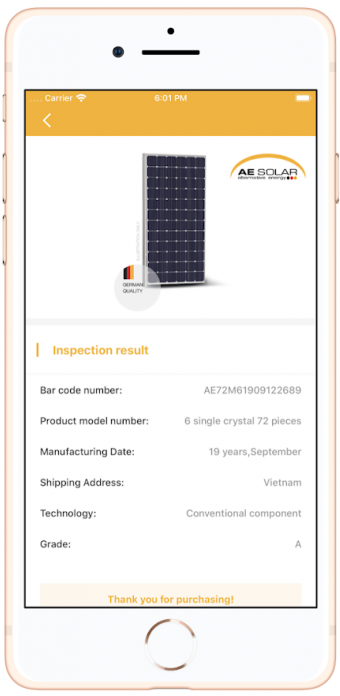 Carrier
6:01 PM
AE SOLAR
alternative energy
GERMAN
QUALITY
Inspection result
Bar code number: AE72M61909122689
Product model number: 6 single crystal 72 pieces
Manufacturing Date: 19 years,September
Shipping Address: Vietnam
Technology: Conventional component
Grade: A
Thank you for purchasing!